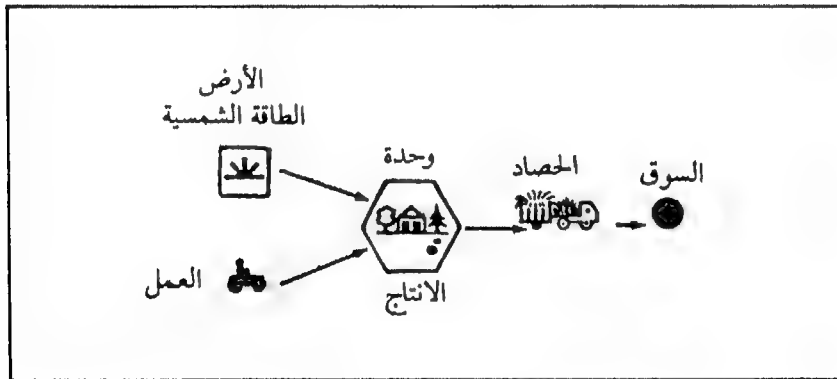 الأرض
الطاقة الشمسية
وحدة
الحصاد
السوق
العمل
الانتاج